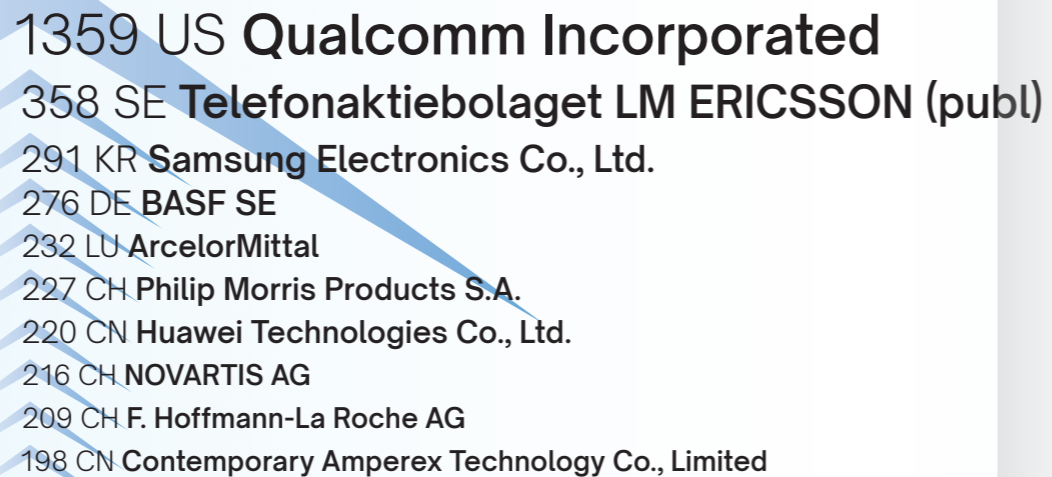 1359 US Qualcomm Incorporated
358 SE Telefonaktiebolaget LM ERICSSON (publ)
291 KR Samsung Electronics Co., Ltd.
276 DE BASF SE
232 LU ArcelorMittal
227 CH Philip Morris Products S.A.
220 CN Huawei Technologies Co., Ltd.
216 CH NOVARTIS AG
209 CH F. Hoffmann-La Roche AG
198 CN Contemporary Amperex Technology Co., Limited